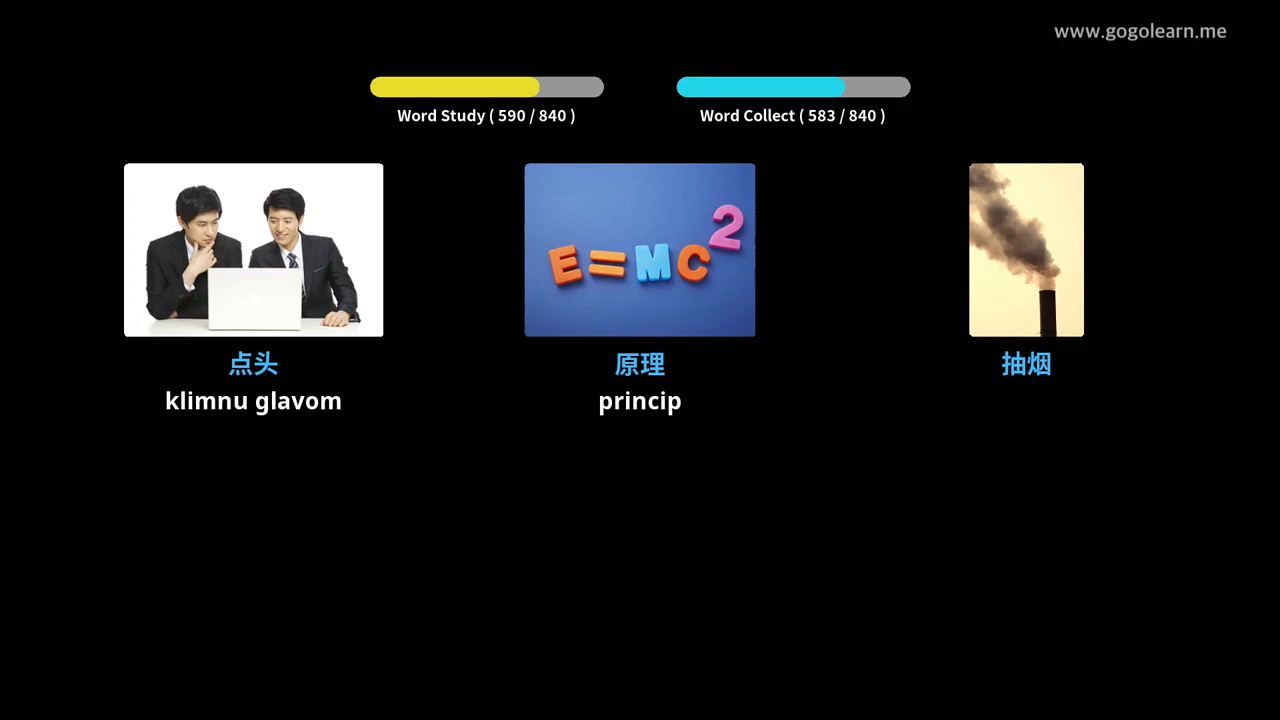 www.gogolearn.me
Word Study ( 590 / 840 )
Word Collect ( 583 / 840 )
E=MC2
点头
klimnu glavom
原理
princip
抽烟